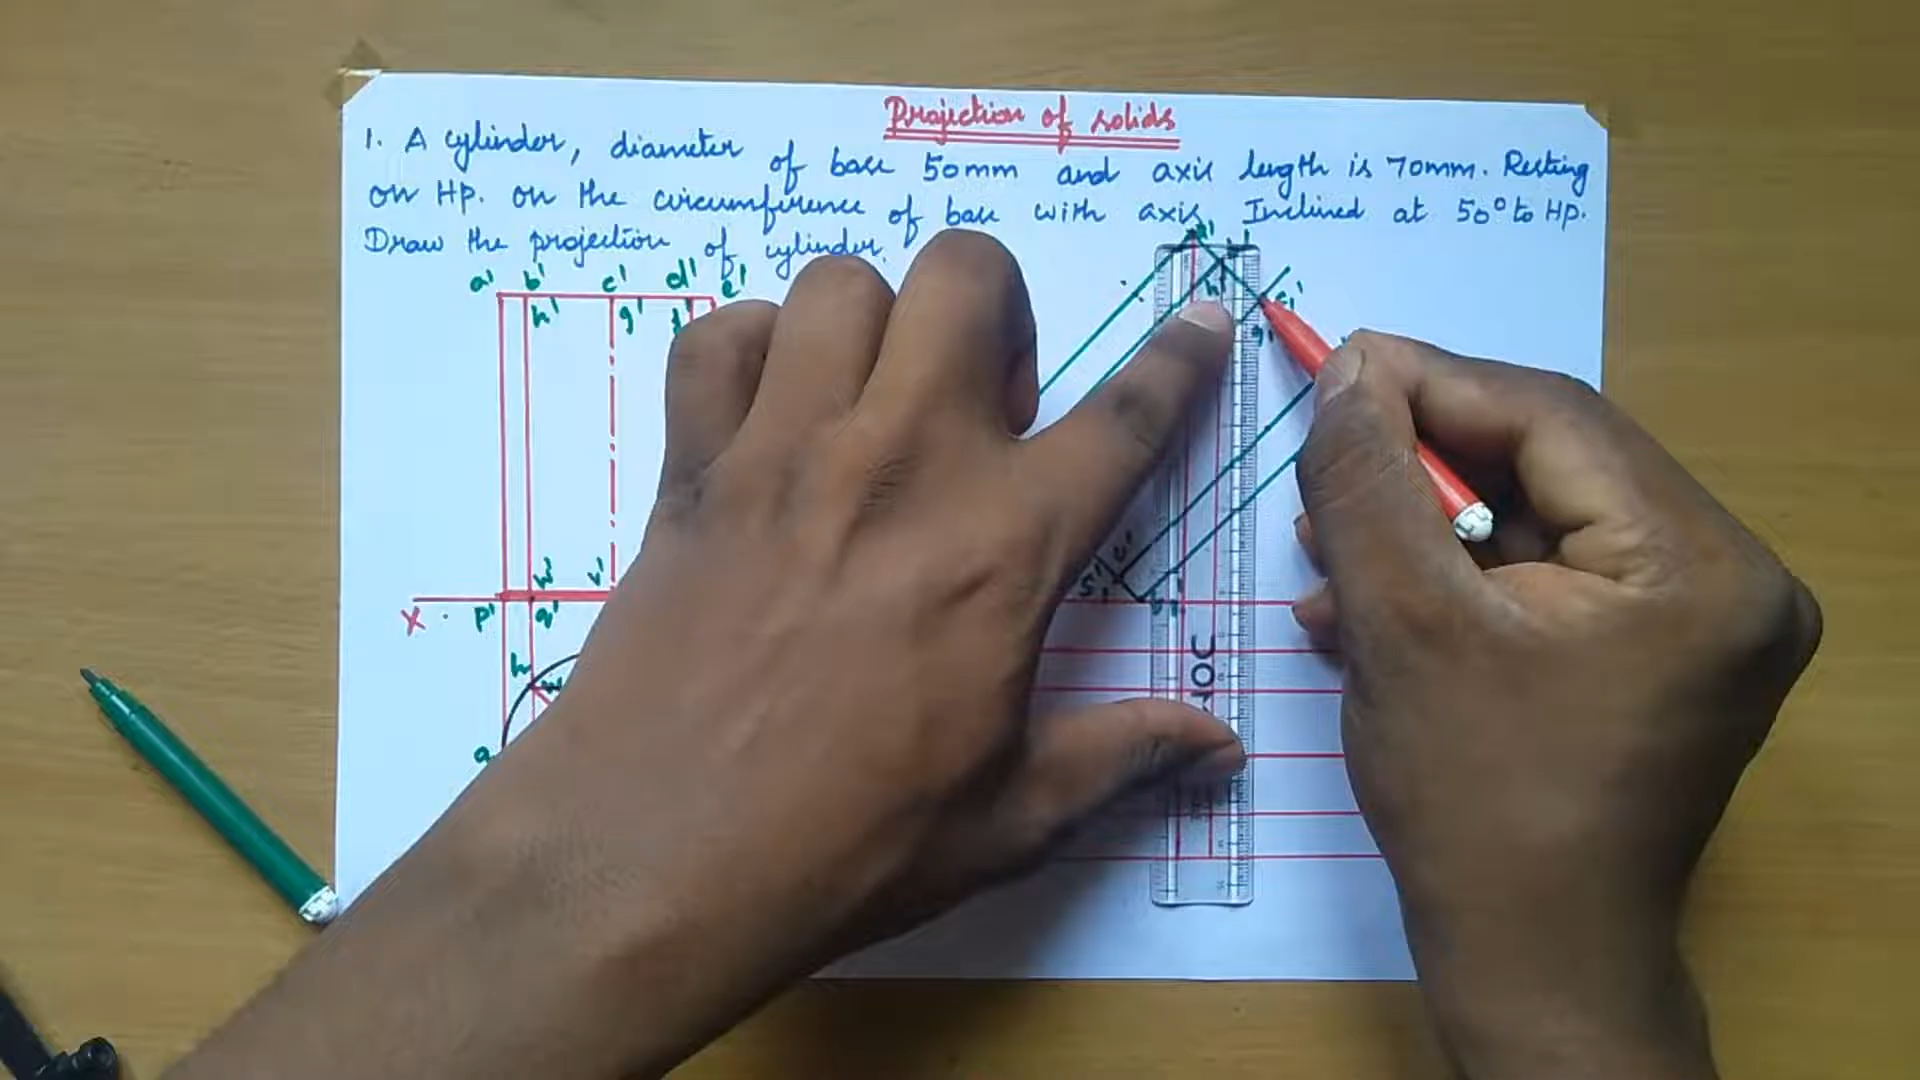 Projection of solids
1. A cylinder, diameter of base 50mm and axis length is 70mm. Resting
on HP. on the circumference of base with axis Inclined at 50° to HP.
Draw the projection of cylinder.
a' b' c' d' e'
h' g'
w' v'
X p' q'
h
a